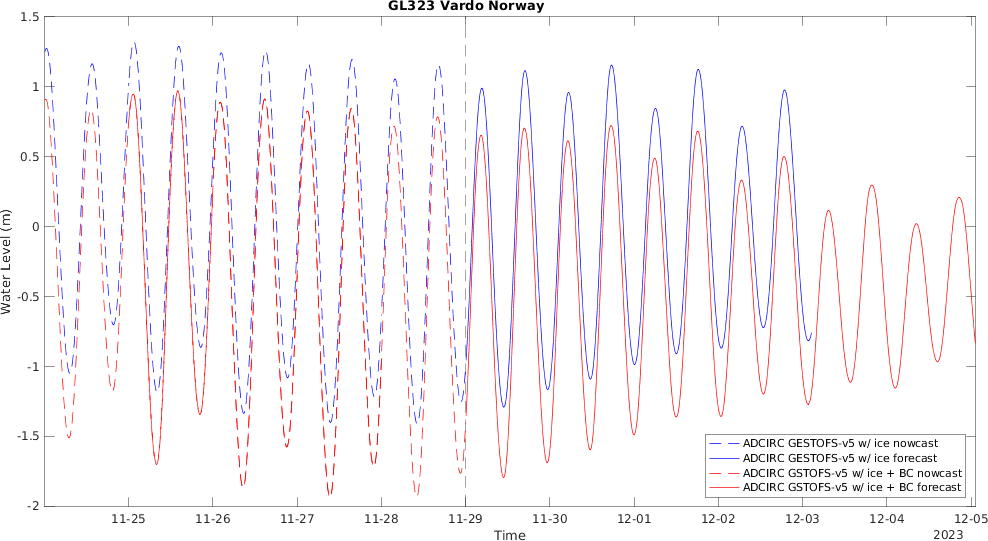 GL323 Vardo Norway
1.5
1
0.5
0
-0.5
-1
-1.5
-2
Water Level (m)
11-25 11-26 11-27 11-28 11-29 11-30 12-01 12-02 12-03 12-04 12-05
Time
2023
ADCIRC GESTOFS-v5 w/ ice nowcast
ADCIRC GESTOFS-v5 w/ ice forecast
ADCIRC GSTOFS-v5 w/ ice + BC nowcast
ADCIRC GSTOFS-v5 w/ ice + BC forecast